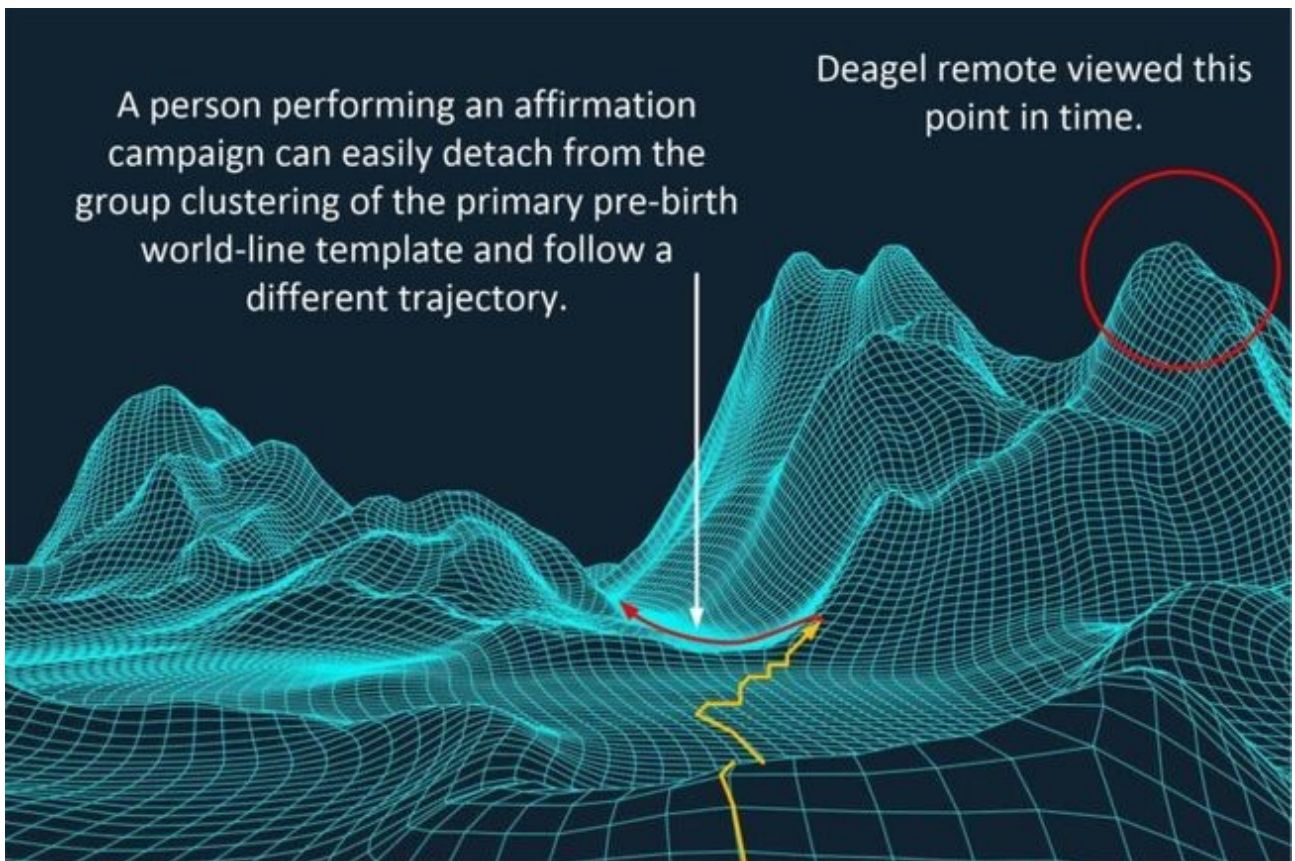 A person performing an affirmation
campaign can easily detach from the
group clustering of the primary pre-birth
world-line template and follow a
different trajectory.
Deagel remote viewed this
point in time.